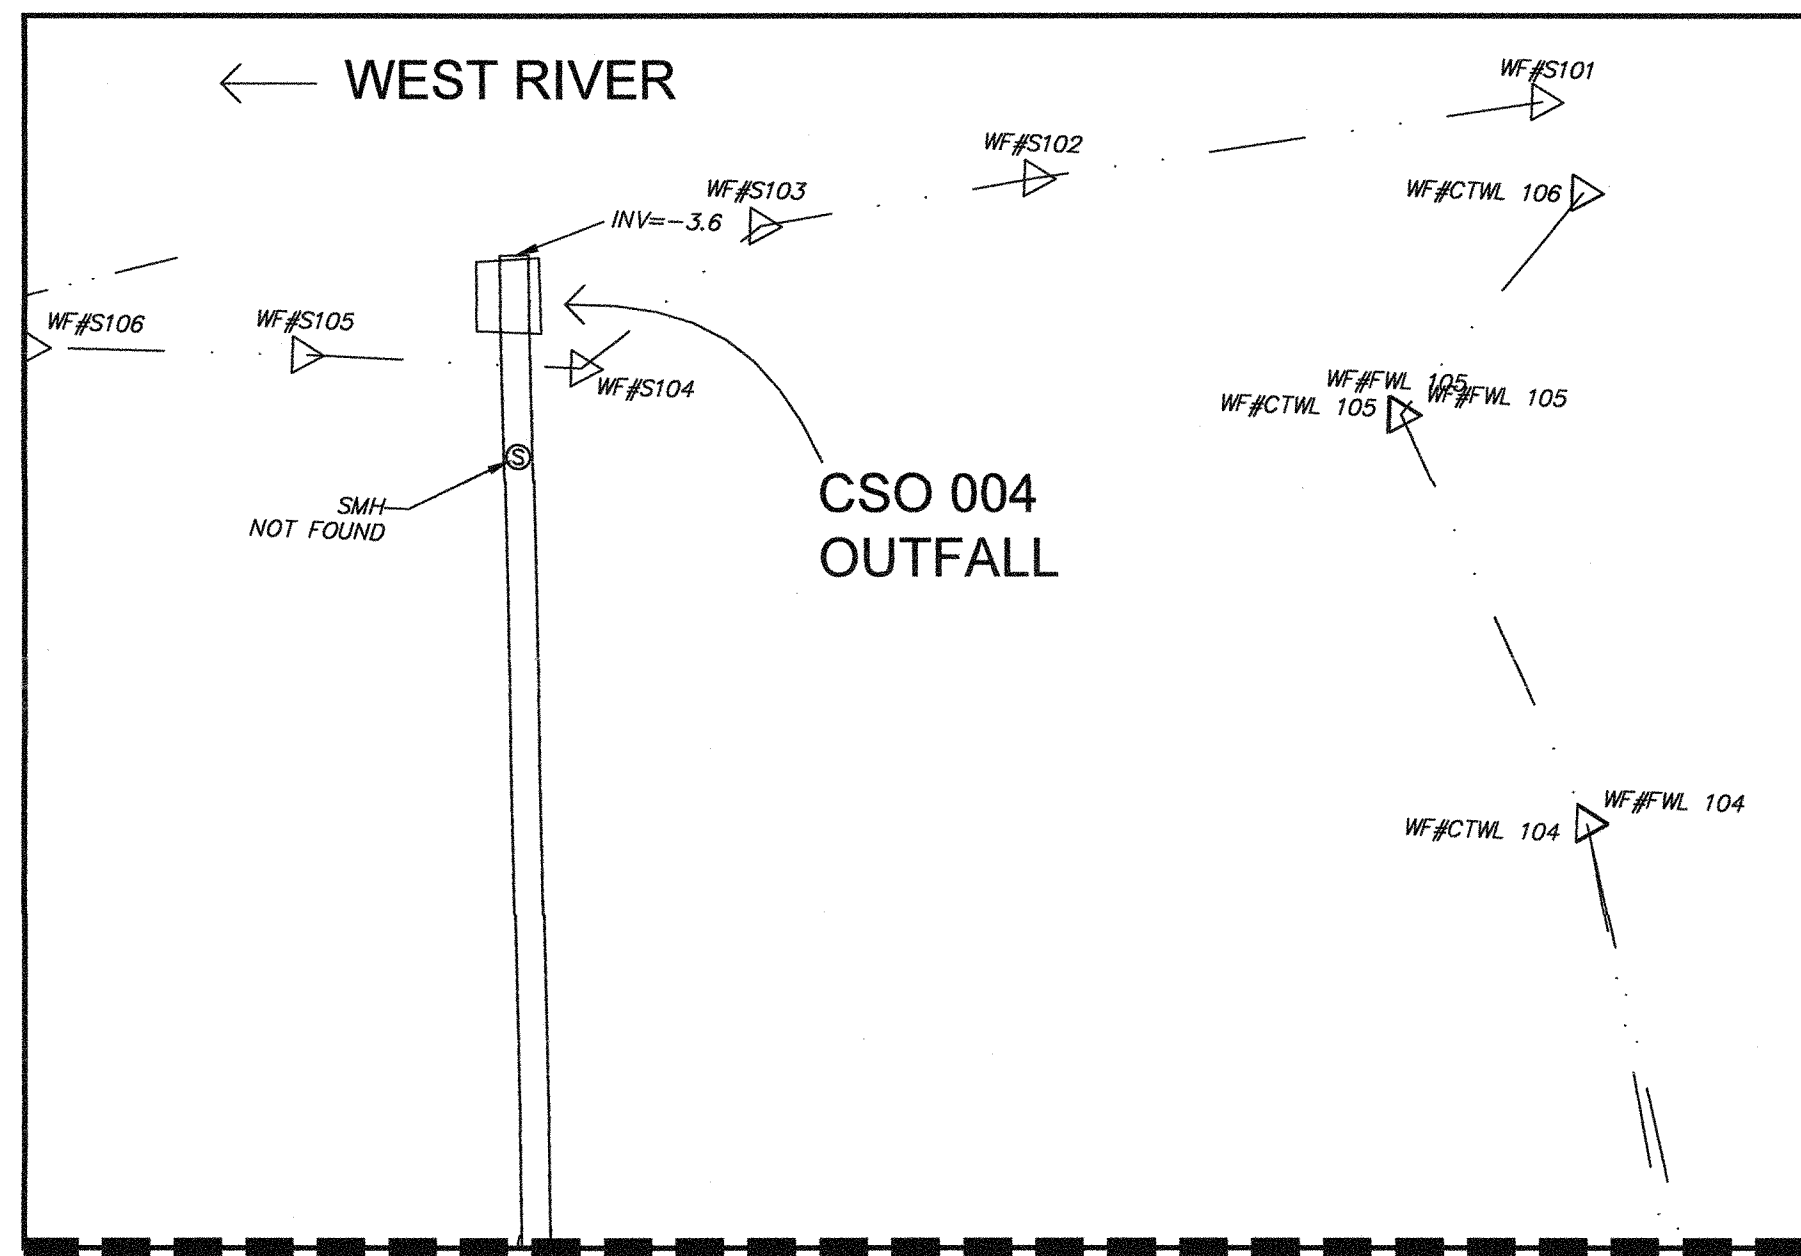 WEST RIVER
WF#S101
WF#S102
WF#CTWL 106
WF#S103
INV=-3.6
WF#S106
WF#S105
WF#S104
WF#FWL 105
WF#FWL 105
WF#CTWL 105
S
SMH
NOT FOUND
CSO 004
OUTFALL
WF#FWL 104
WF#CTWL 104